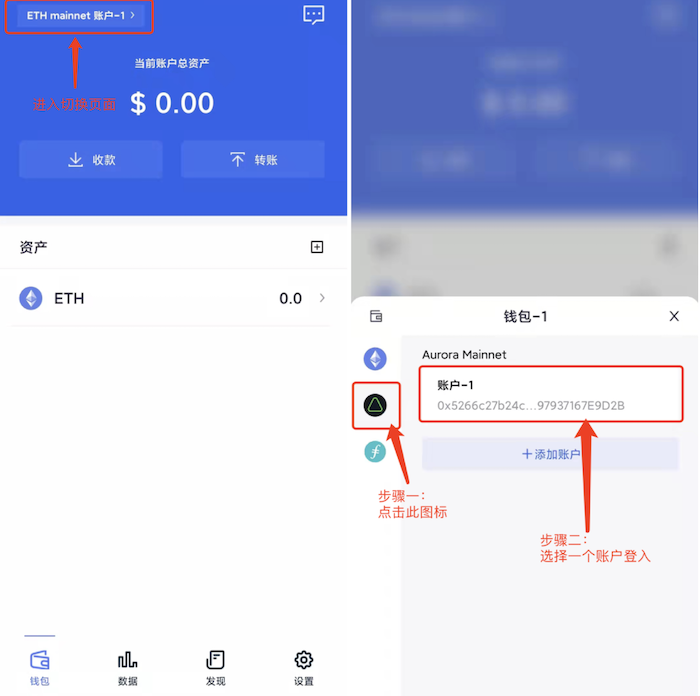 ETH mainnet 账户-1 >
当前账户总资产
进入切换页面
$ 0.00
收款
转账
资产
ETH
0.0
钱包
数据
发现
设置
钱包-1
Aurora Mainnet
账户-1
0x5266c27b24c...97937167E9D2B
+添加账户
步骤一:
点击此图标
步骤二:
选择一个账户登入